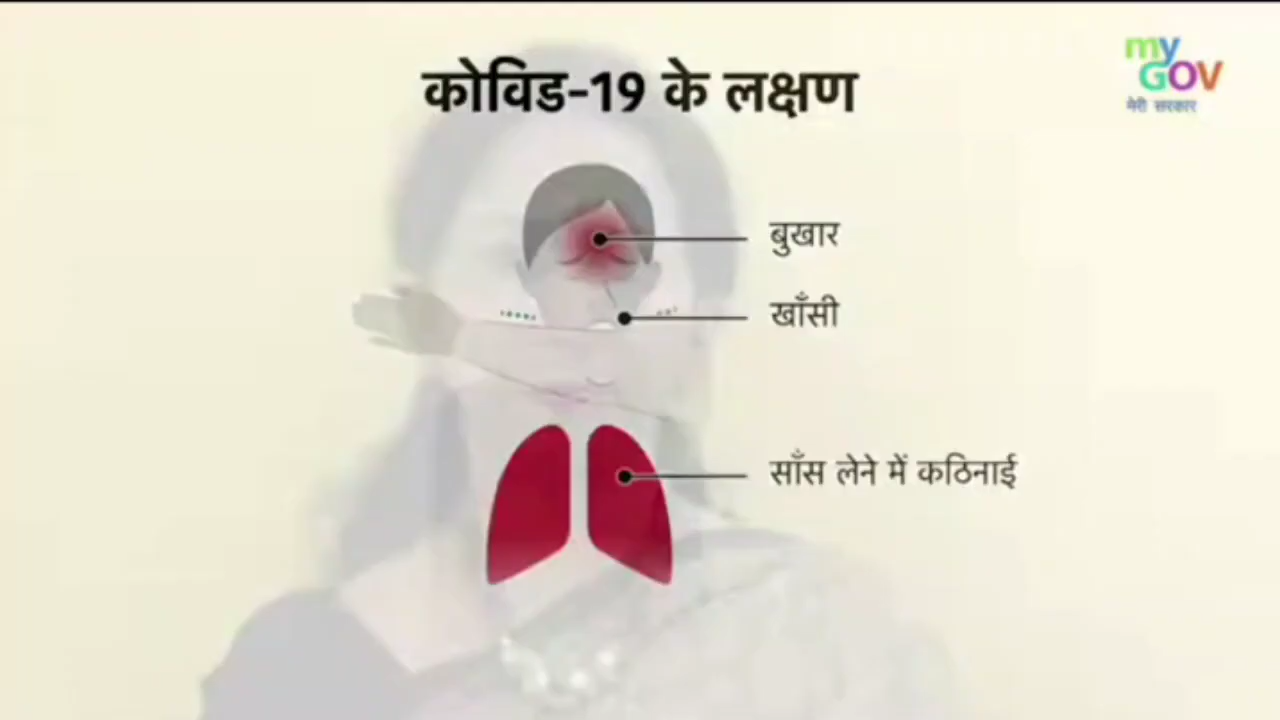 कोविड-19 के लक्षण
my
GOV
मेरी सरकार
बुखार
खाँसी
साँस लेने में कठिनाई